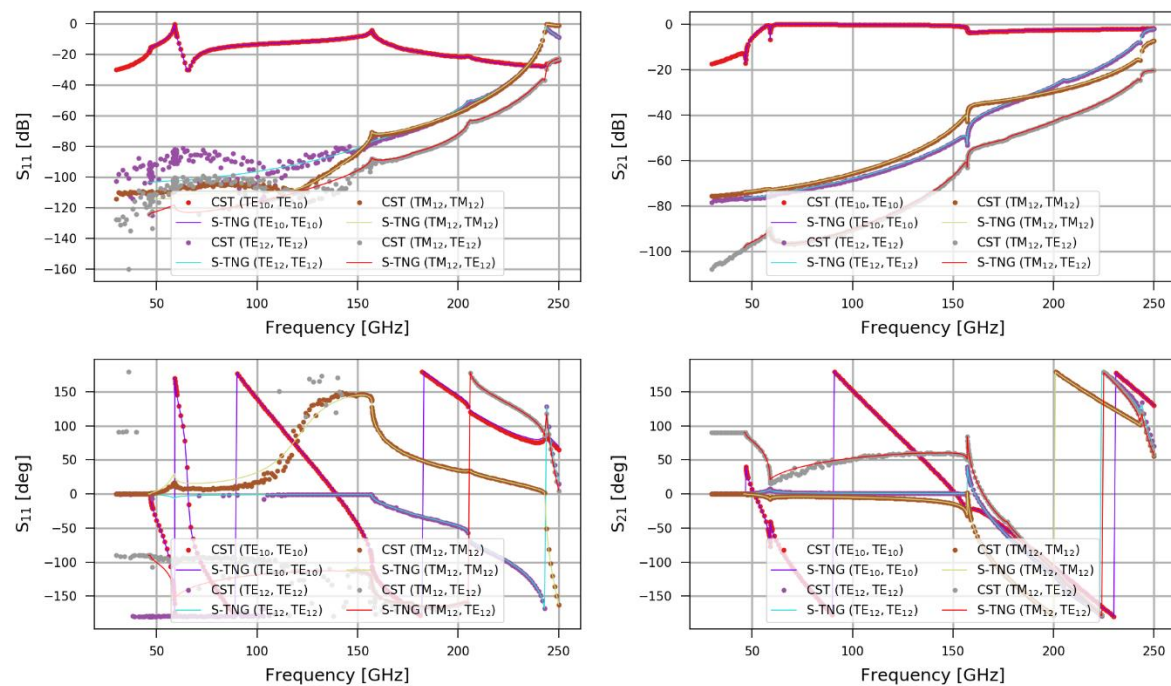 0
−20
−40
−60
−80
−100
−120
−140
−160
S₁₁ [dB]
CST (TE₁₀, TE₁₀)
S-TNG (TE₁₀, TE₁₀)
CST (TE₁₂, TE₁₂)
S-TNG (TE₁₂, TE₁₂)
CST (TM₁₂, TM₁₂)
S-TNG (TM₁₂, TM₁₂)
CST (TM₁₂, TE₁₂)
S-TNG (TM₁₂, TE₁₂)
50 100 150 200 250
Frequency [GHz]
0
−20
−40
−60
−80
−100
S₂₁ [dB]
CST (TE₁₀, TE₁₀)
S-TNG (TE₁₀, TE₁₀)
CST (TE₁₂, TE₁₂)
S-TNG (TE₁₂, TE₁₂)
CST (TM₁₂, TM₁₂)
S-TNG (TM₁₂, TM₁₂)
CST (TM₁₂, TE₁₂)
S-TNG (TM₁₂, TE₁₂)
50 100 150 200 250
Frequency [GHz]
150
100
50
0
−50
−100
−150
S₁₁ [deg]
CST (TE₁₀, TE₁₀)
S-TNG (TE₁₀, TE₁₀)
CST (TE₁₂, TE₁₂)
S-TNG (TE₁₂, TE₁₂)
CST (TM₁₂, TM₁₂)
S-TNG (TM₁₂, TM₁₂)
CST (TM₁₂, TE₁₂)
S-TNG (TM₁₂, TE₁₂)
50 100 150 200 250
Frequency [GHz]
150
100
50
0
−50
−100
−150
S₂₁ [deg]
CST (TE₁₀, TE₁₀)
S-TNG (TE₁₀, TE₁₀)
CST (TE₁₂, TE₁₂)
S-TNG (TE₁₂, TE₁₂)
CST (TM₁₂, TM₁₂)
S-TNG (TM₁₂, TM₁₂)
CST (TM₁₂, TE₁₂)
S-TNG (TM₁₂, TE₁₂)
50 100 150 200 250
Frequency [GHz]